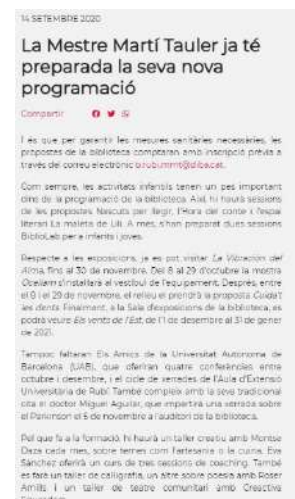 14 SETEMBRE 2020
La Mestre Martí Tauler ja té
preparada la seva nova
programació
Compartir
I és que per garantir les mesures sanitàries necessàries, les
propostes de la biblioteca comptaran amb inscripció prèvia a
través del correu electrònic b.rubi.mmt@diba.cat.
Com sempre, les activitats infantils tenen un pes important
dins de la programació de la biblioteca. Així, hi haurà sessions
de les propostes Nascuts per llegir, l'Hora del conte i l'espai
literari La maleta de Lili. A més, s'han preparat dues sessions
BiblioLab per a infants i joves.
Respecte a les exposicions, ja es pot visitar La Vibración del
Alma, fins al 30 de novembre. Del 8 al 29 d'octubre la mostra
s'instal·larà al vestíbul de l'equipament. Després, entre
el 9 i el 29 de novembre, el relleu el prendrà la proposta Cuida't
les dents. Finalment, a la Sala d'exposicions de la biblioteca, es
podrà veure Els vents de l'Est, de l'1 de desembre al 31 de gener
de 2021.
Tampoc faltaran Els Amics de la Universitat Autònoma de
Barcelona (UAB), que oferiran quatre conferències entre
octubre i desembre, i el cicle de xerrades de l'Aula d'Extensió
Universitària de Rubí. També compleix amb la seva tradicional
cita el doctor Miguel Aguilar, que impartirà una xerrada sobre
el Parkinson el 5 de novembre a l'auditori de la biblioteca.
Pel que fa a la formació, hi haurà un taller creatiu amb Montse
Daza cada mes, sobre temes com l'artesania o la cuina. Eva
Sánchez oferirà un curs de tres sessions de coaching. També
es farà un taller de cal·ligrafia, un altre sobre poesia amb Roser
Amills i un taller de teatre comunitari amb Creactiva